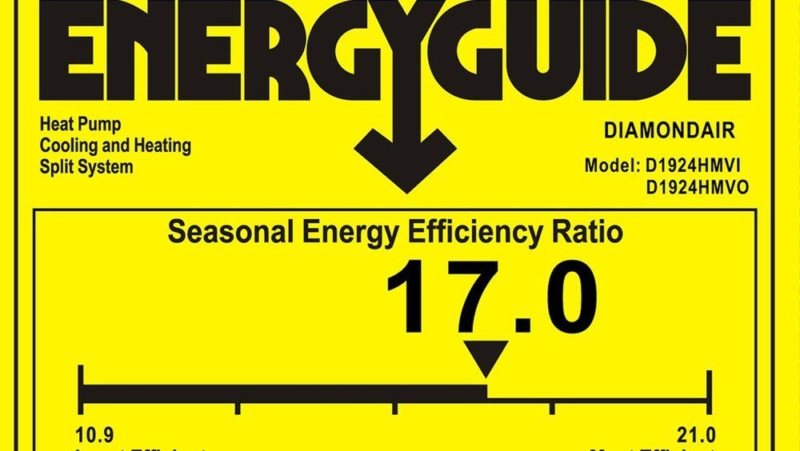 ENERGYGUIDE
Heat Pump
Cooling and Heating
Split System
DIAMONDAIR
Model: D1924HMVI
D1924HMVO
Seasonal Energy Efficiency Ratio
17.0
10.9
21.0